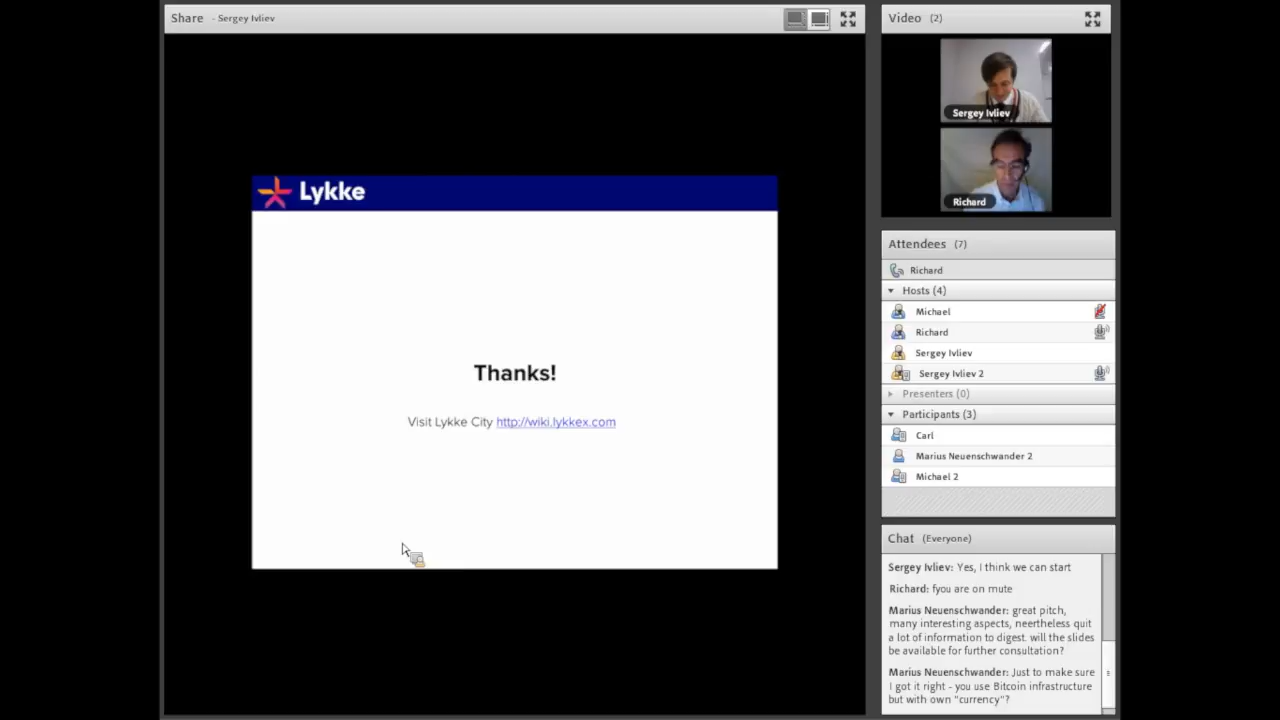 Share - Sergey Ivliev
Lykke
Thanks!
Visit Lykke City http://wiki.lykkex.com
Video (2)
Sergey Ivliev
Richard
Attendees (7)
Richard
Hosts (4)
Michael
Richard
Sergey Ivliev
Sergey Ivliev 2
Presenters (0)
Participants (3)
Carl
Marius Neuenschwander 2
Michael 2
Chat (Everyone)
Sergey Ivliev: Yes, I think we can start
Richard: fyou are on mute
Marius Neuenschwander: great pitch,
many interesting aspects, neertheless quit
a lot of information to digest. will the slides
be available for further consultation?
Marius Neuenschwander: Just to make sure
I got it right - you use Bitcoin infrastructure
but with own "currency"?